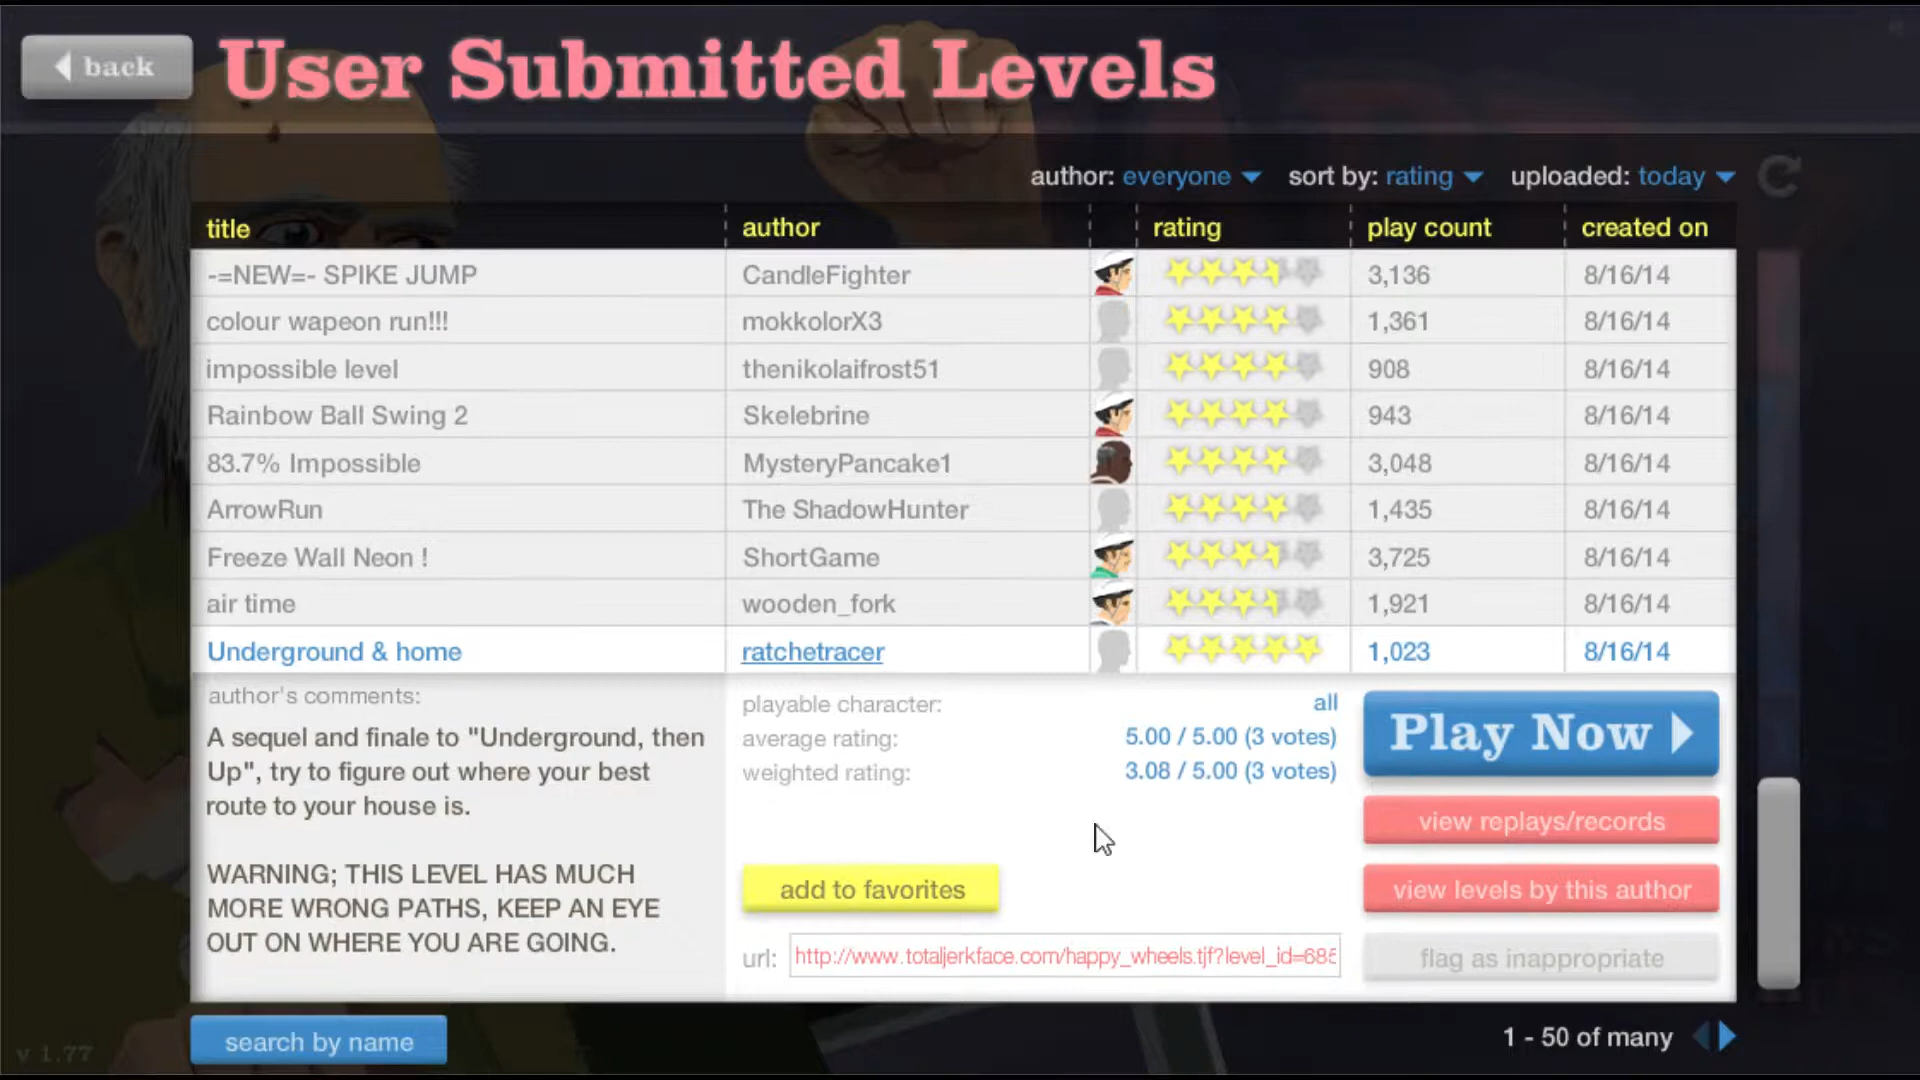 back
User Submitted Levels
author: everyone sort by: rating uploaded: today
title author rating play count created on
-=NEW=- SPIKE JUMP CandleFighter 3,136 8/16/14
colour wapeon run!!! mokkolorX3 1,361 8/16/14
impossible level thenikolaifrost51 908 8/16/14
Rainbow Ball Swing 2 Skelebrine 943 8/16/14
83.7% Impossible MysteryPancake1 3,048 8/16/14
ArrowRun The ShadowHunter 1,435 8/16/14
Freeze Wall Neon ! ShortGame 3,725 8/16/14
air time wooden_fork 1,921 8/16/14
Underground & home ratchetracer 1,023 8/16/14
author's comments:
A sequel and finale to "Underground, then
Up", try to figure out where your best
route to your house is.
WARNING; THIS LEVEL HAS MUCH
MORE WRONG PATHS, KEEP AN EYE
OUT ON WHERE YOU ARE GOING.
playable character: all
average rating: 5.00 / 5.00 (3 votes)
weighted rating: 3.08 / 5.00 (3 votes)
add to favorites
url: http://www.totaljerkface.com/happy_wheels.tjf?level_id=685
Play Now
view replays/records
view levels by this author
flag as inappropriate
v 1.77
search by name
1 - 50 of many